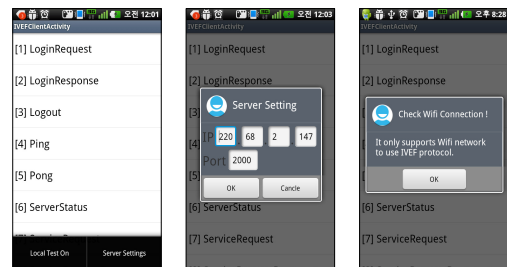 오전 12:01
IVEFClientActivity
[1] LoginRequest
[2] LoginResponse
[3] Logout
[4] Ping
[5] Pong
[6] ServerStatus
Local Test On
Server Settings
오전 12:03
IVEFClientActivity
[1] LoginRequest
[2] LoginResponse
[3]
Server Setting
[4]
IP 220 . 68 . 2 . 147
Port 2000
[5]
OK
Cancle
[6] ServerStatus
[7] ServiceRequest
오후 8:28
IVEFClientActivity
[1] LoginRequest
[2] LoginResponse
Check Wifi Connection !
It only supports Wifi network
to use IVEF protocol.
OK
[6] ServerStatus
[7] ServiceRequest